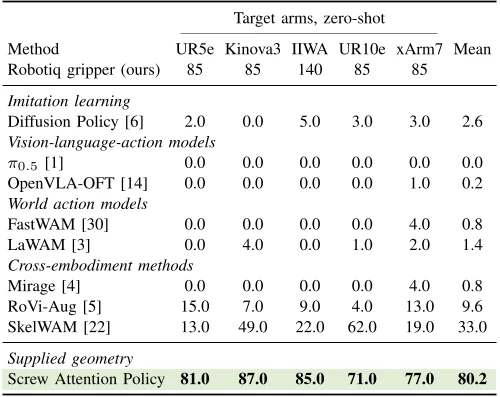 Target arms, zero-shot
Method UR5e Kinova3 IIWA UR10e xArm7 Mean
Robotiq gripper (ours) 85 85 140 85 85
Imitation learning
Diffusion Policy [6] 2.0 0.0 5.0 3.0 3.0 2.6
Vision-language-action models
π0.5 [1] 0.0 0.0 0.0 0.0 0.0 0.0
OpenVLA-OFT [14] 0.0 0.0 0.0 0.0 1.0 0.2
World action models
FastWAM [30] 0.0 0.0 0.0 0.0 4.0 0.8
LaWAM [3] 0.0 4.0 0.0 1.0 2.0 1.4
Cross-embodiment methods
Mirage [4] 0.0 0.0 0.0 0.0 4.0 0.8
RoVi-Aug [5] 15.0 7.0 9.0 4.0 13.0 9.6
SkelWAM [22] 13.0 49.0 22.0 62.0 19.0 33.0
Supplied geometry
Screw Attention Policy 81.0 87.0 85.0 71.0 77.0 80.2